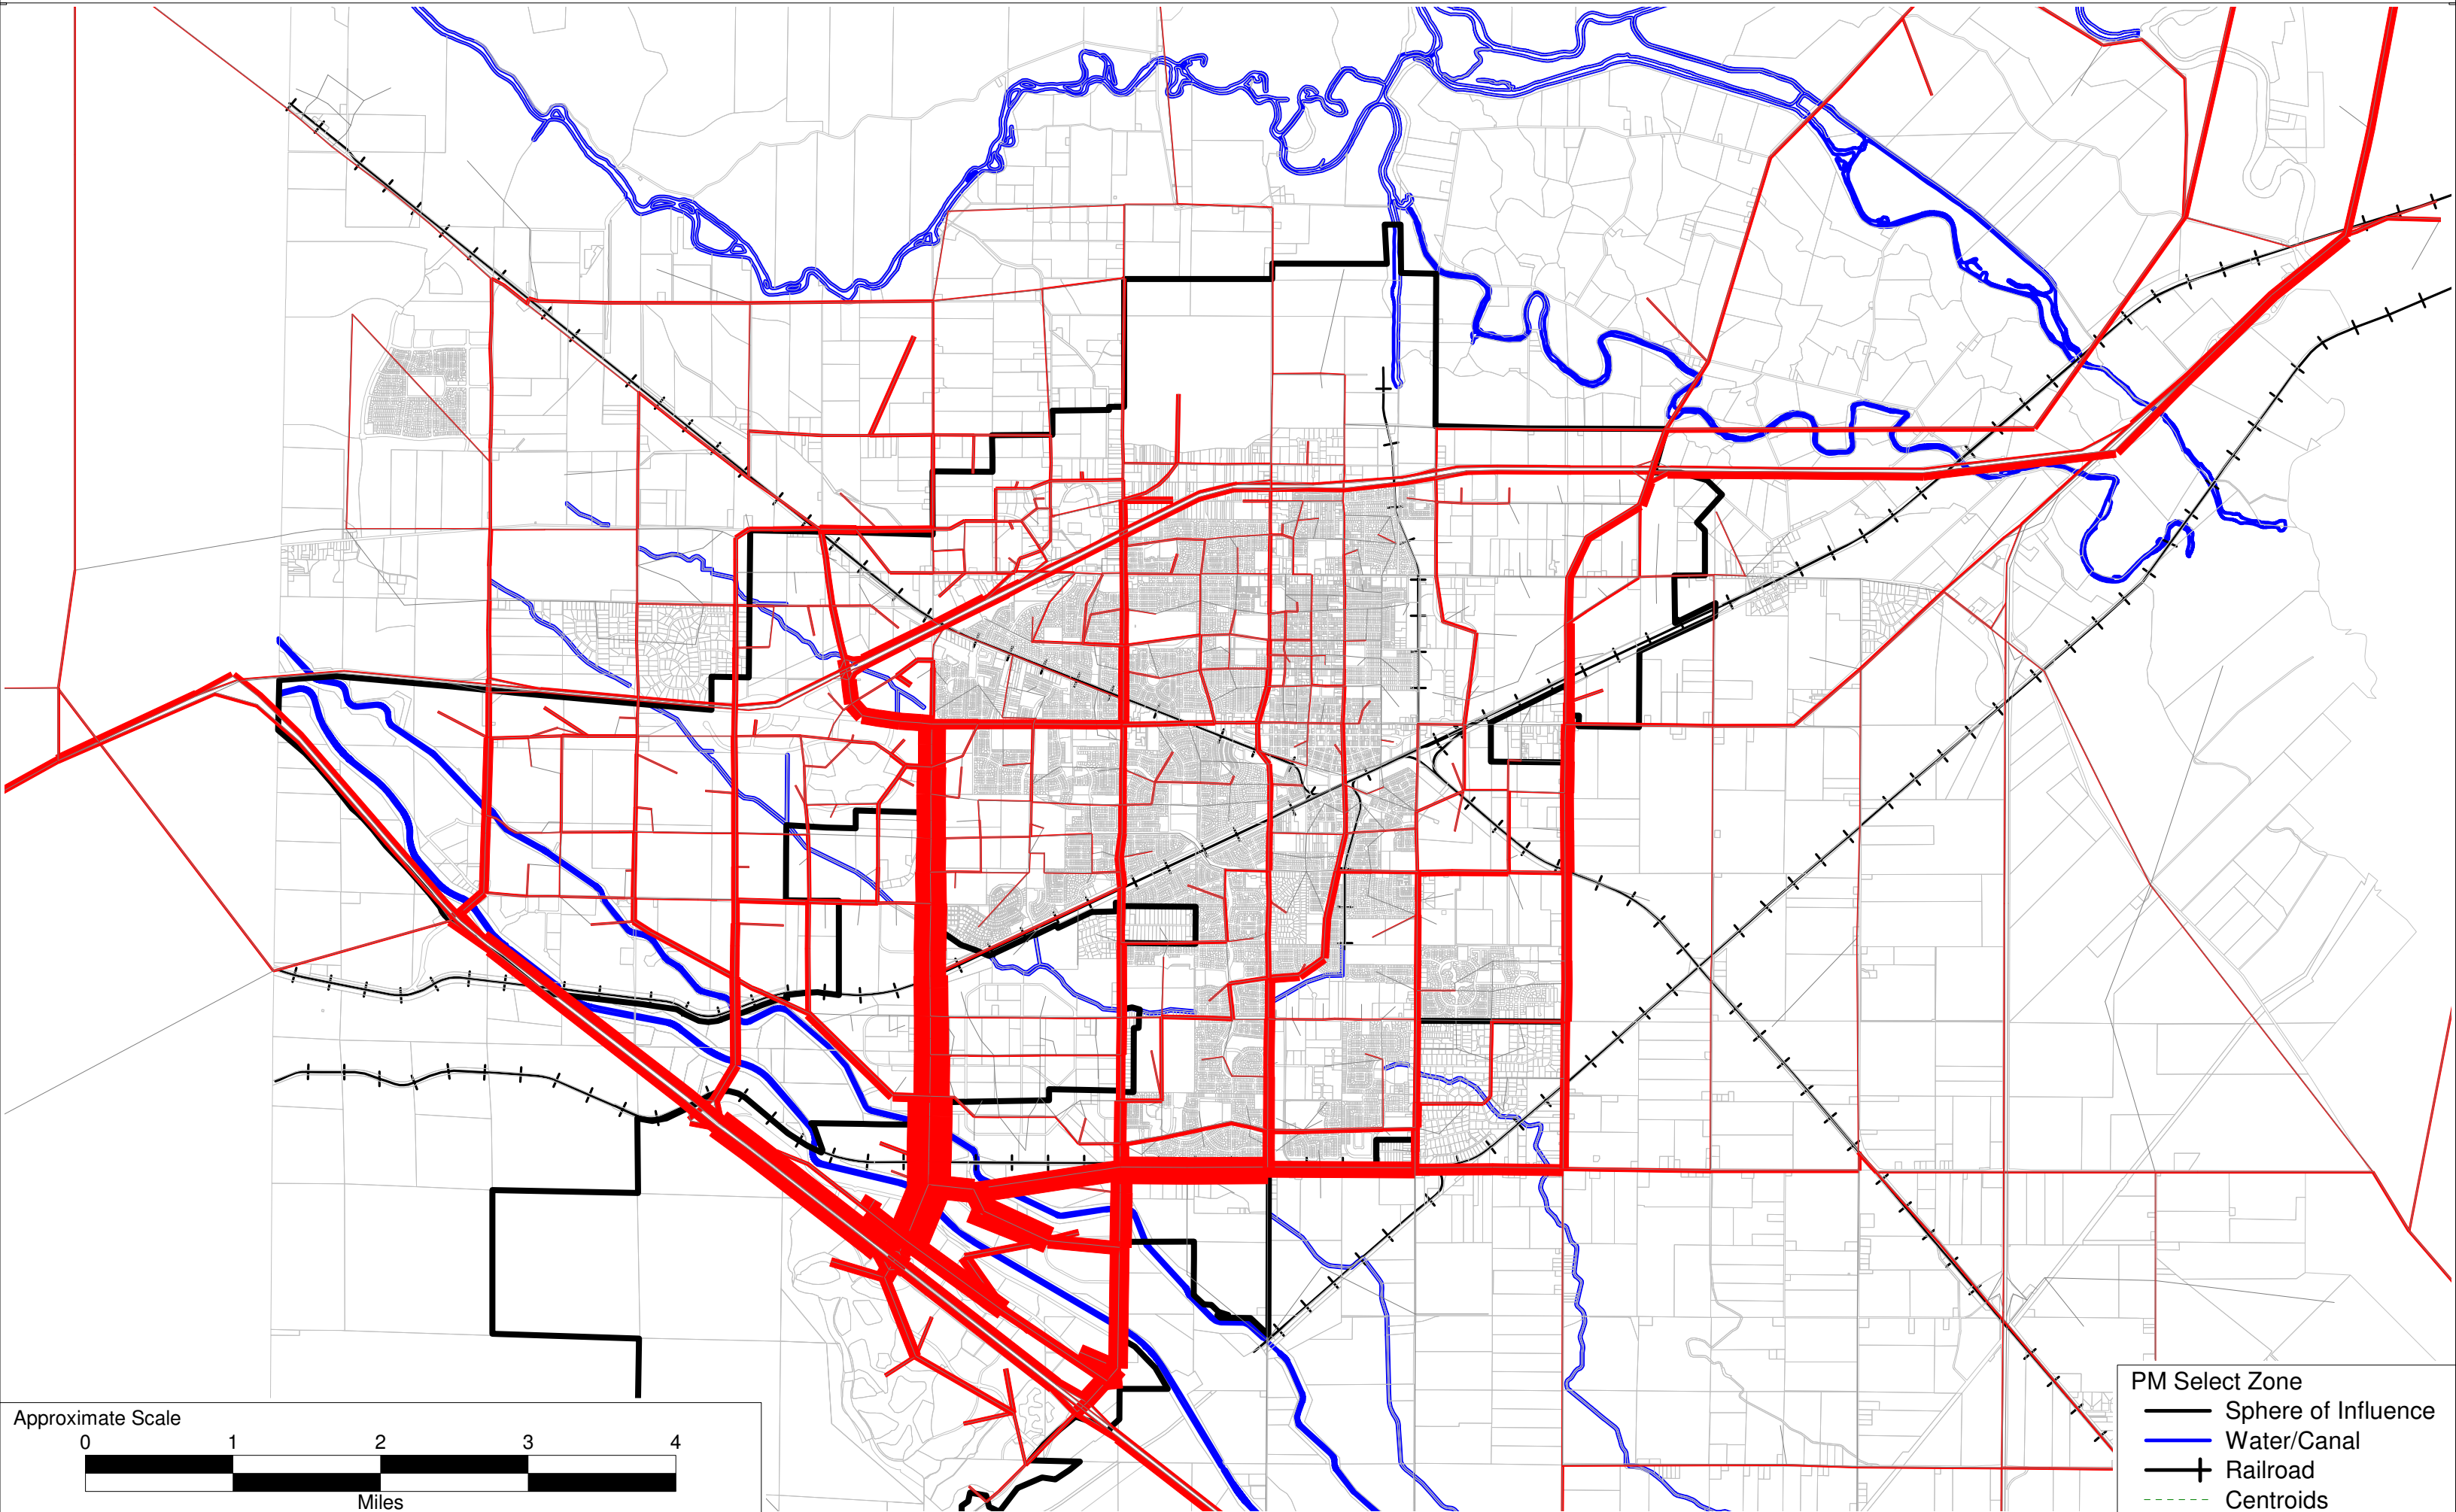 Approximate Scale
0 1 2 3 4
Miles
PM Select Zone
Sphere of Influence
Water/Canal
Railroad
Centroids